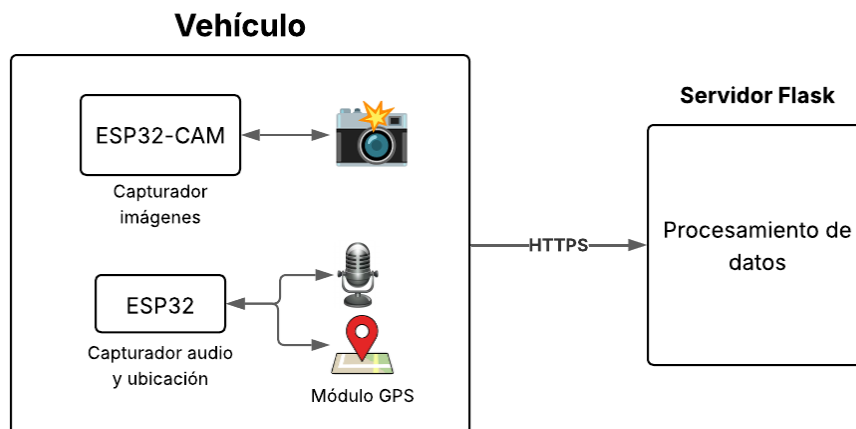 Vehículo
ESP32-CAM
Capturador
imágenes
ESP32
Capturador audio
y ubicación
Módulo GPS
HTTPS
Servidor Flask
Procesamiento de
datos